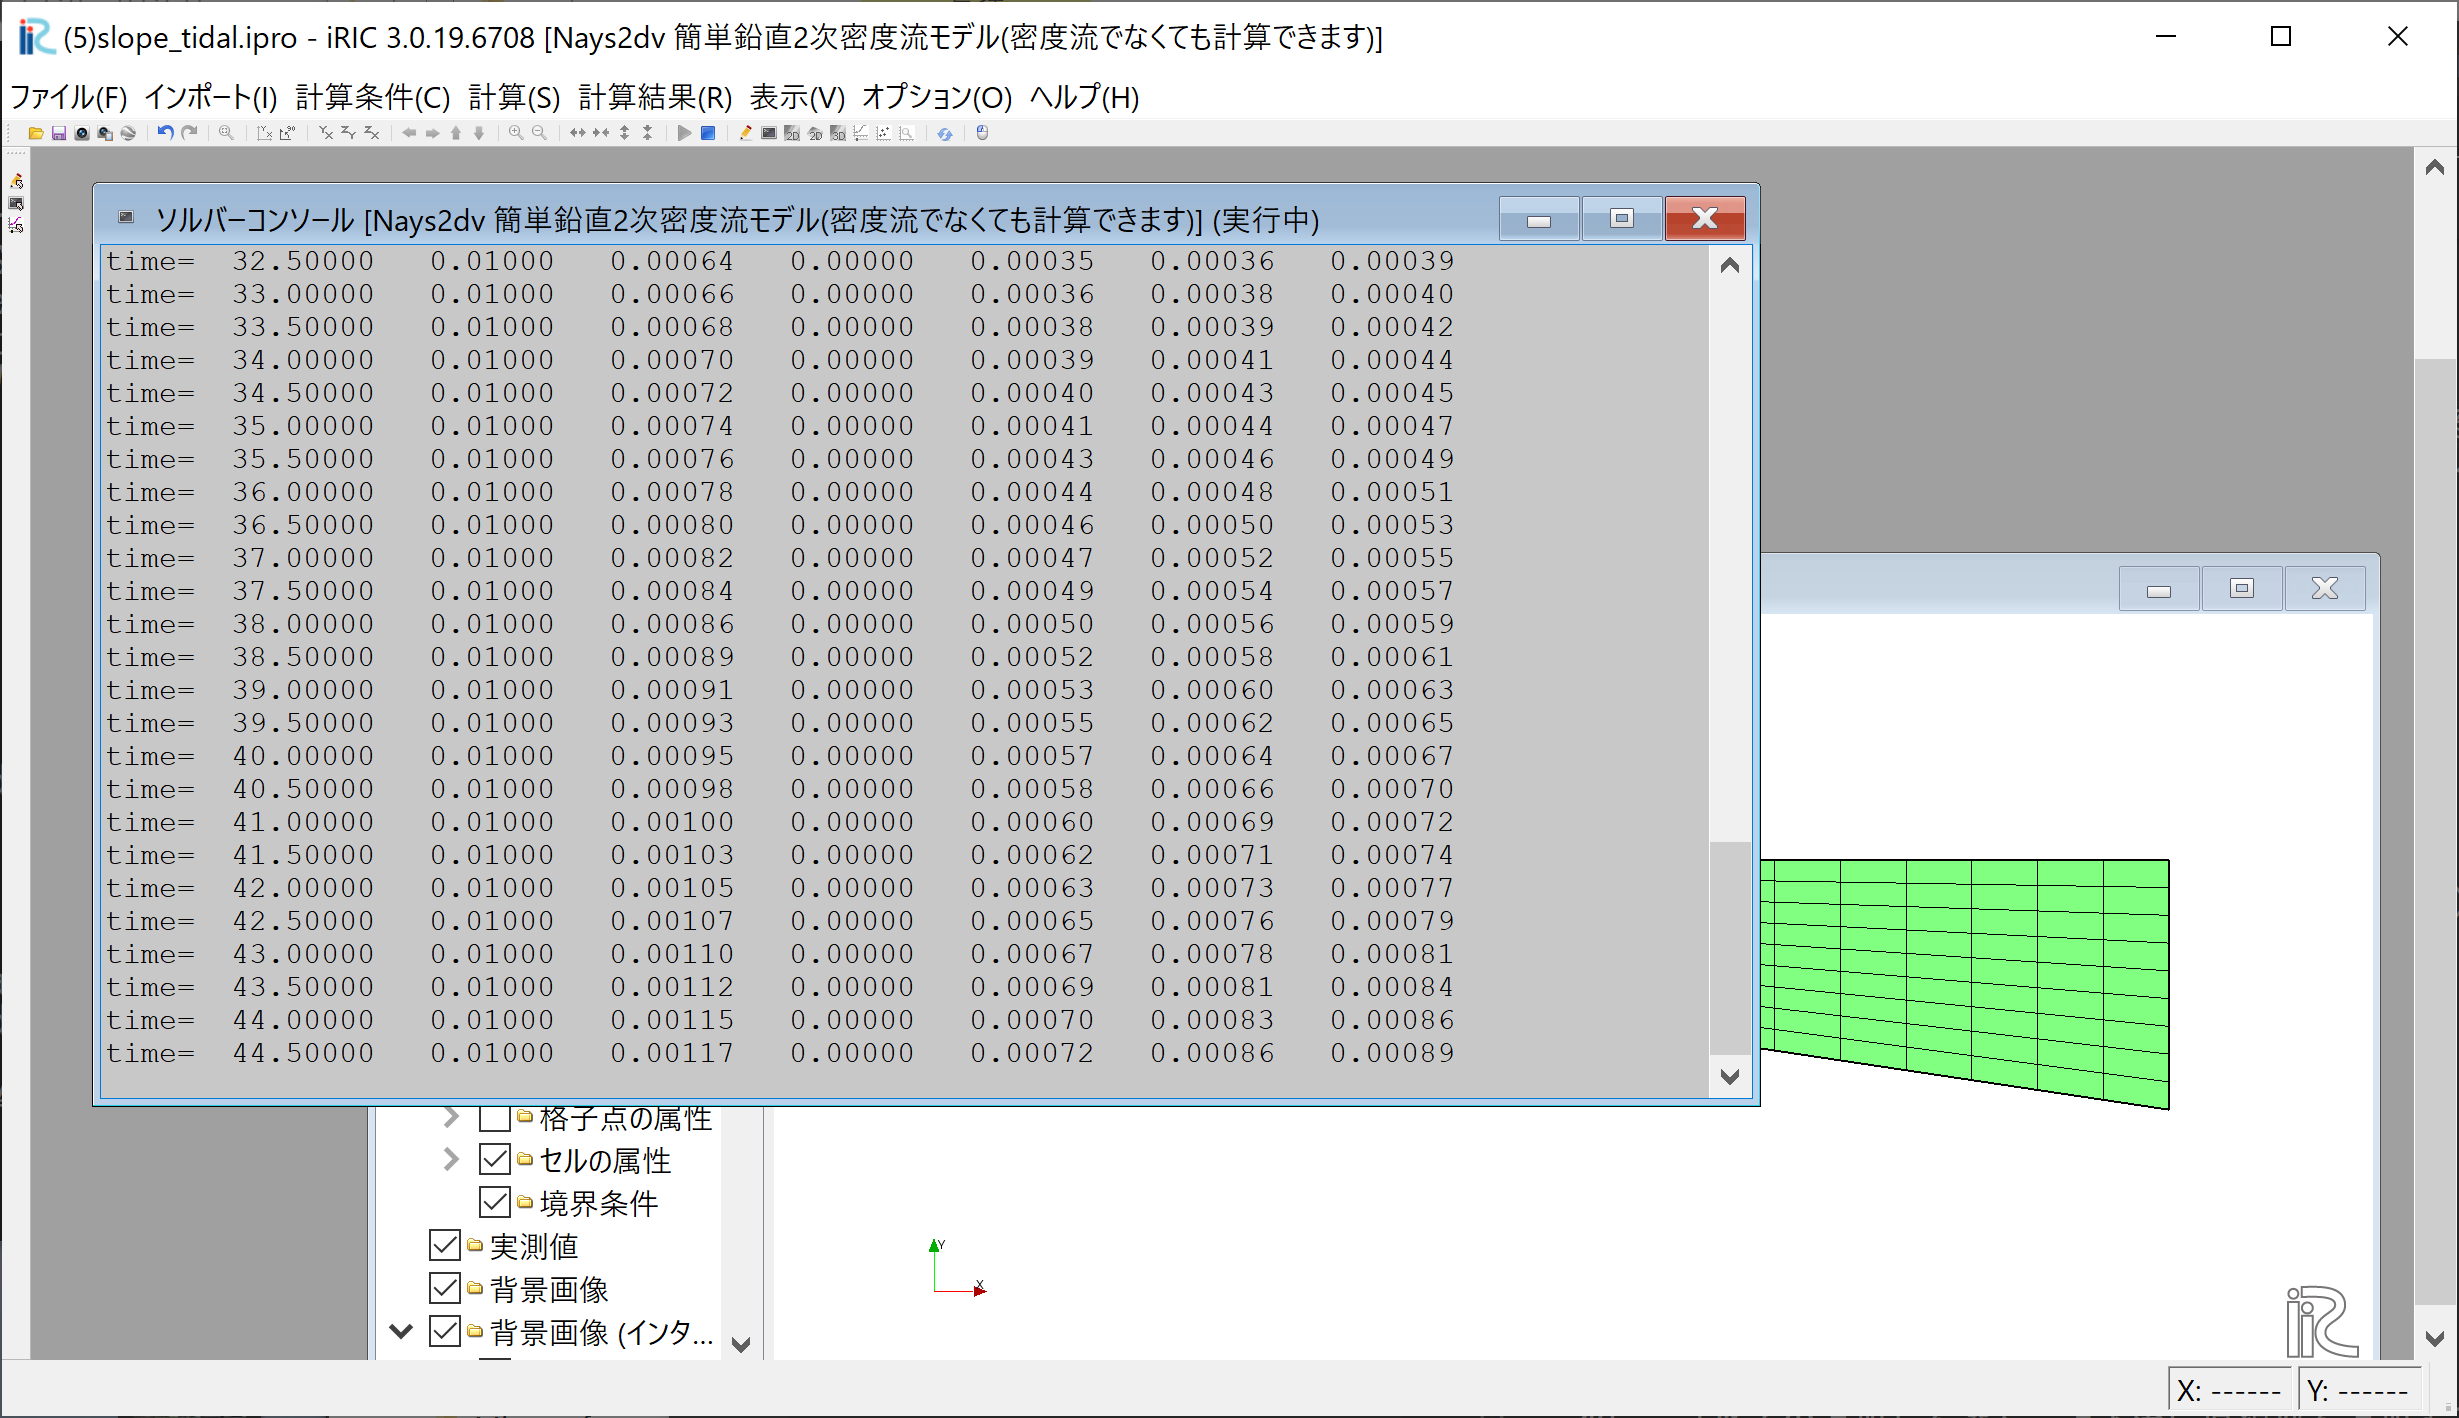 (5)slope_tidal.ipro - iRIC 3.0.19.6708 [Nays2dv 簡単鉛直2次密度流モデル(密度流でなくても計算できます)]
ファイル(F) インポート(I) 計算条件(C) 計算(S) 計算結果(R) 表示(V) オプション(O) ヘルプ(H)
ソルバーコンソール [Nays2dv 簡単鉛直2次密度流モデル(密度流でなくても計算できます)] (実行中)
time= 32.50000 0.01000 0.00064 0.00000 0.00035 0.00036 0.00039
time= 33.00000 0.01000 0.00066 0.00000 0.00036 0.00038 0.00040
time= 33.50000 0.01000 0.00068 0.00000 0.00038 0.00039 0.00042
time= 34.00000 0.01000 0.00070 0.00000 0.00039 0.00041 0.00044
time= 34.50000 0.01000 0.00072 0.00000 0.00040 0.00043 0.00045
time= 35.00000 0.01000 0.00074 0.00000 0.00041 0.00044 0.00047
time= 35.50000 0.01000 0.00076 0.00000 0.00043 0.00046 0.00049
time= 36.00000 0.01000 0.00078 0.00000 0.00044 0.00048 0.00051
time= 36.50000 0.01000 0.00080 0.00000 0.00046 0.00050 0.00053
time= 37.00000 0.01000 0.00082 0.00000 0.00047 0.00052 0.00055
time= 37.50000 0.01000 0.00084 0.00000 0.00049 0.00054 0.00057
time= 38.00000 0.01000 0.00086 0.00000 0.00050 0.00056 0.00059
time= 38.50000 0.01000 0.00089 0.00000 0.00052 0.00058 0.00061
time= 39.00000 0.01000 0.00091 0.00000 0.00053 0.00060 0.00063
time= 39.50000 0.01000 0.00093 0.00000 0.00055 0.00062 0.00065
time= 40.00000 0.01000 0.00095 0.00000 0.00057 0.00064 0.00067
time= 40.50000 0.01000 0.00098 0.00000 0.00058 0.00066 0.00070
time= 41.00000 0.01000 0.00100 0.00000 0.00060 0.00069 0.00072
time= 41.50000 0.01000 0.00103 0.00000 0.00062 0.00071 0.00074
time= 42.00000 0.01000 0.00105 0.00000 0.00063 0.00073 0.00077
time= 42.50000 0.01000 0.00107 0.00000 0.00065 0.00076 0.00079
time= 43.00000 0.01000 0.00110 0.00000 0.00067 0.00078 0.00081
time= 43.50000 0.01000 0.00112 0.00000 0.00069 0.00081 0.00084
time= 44.00000 0.01000 0.00115 0.00000 0.00070 0.00083 0.00086
time= 44.50000 0.01000 0.00117 0.00000 0.00072 0.00086 0.00089
格子点の属性
セルの属性
境界条件
実測値
背景画像
背景画像 (インタ...
Y
X
iRIC
X: ------ Y: ------